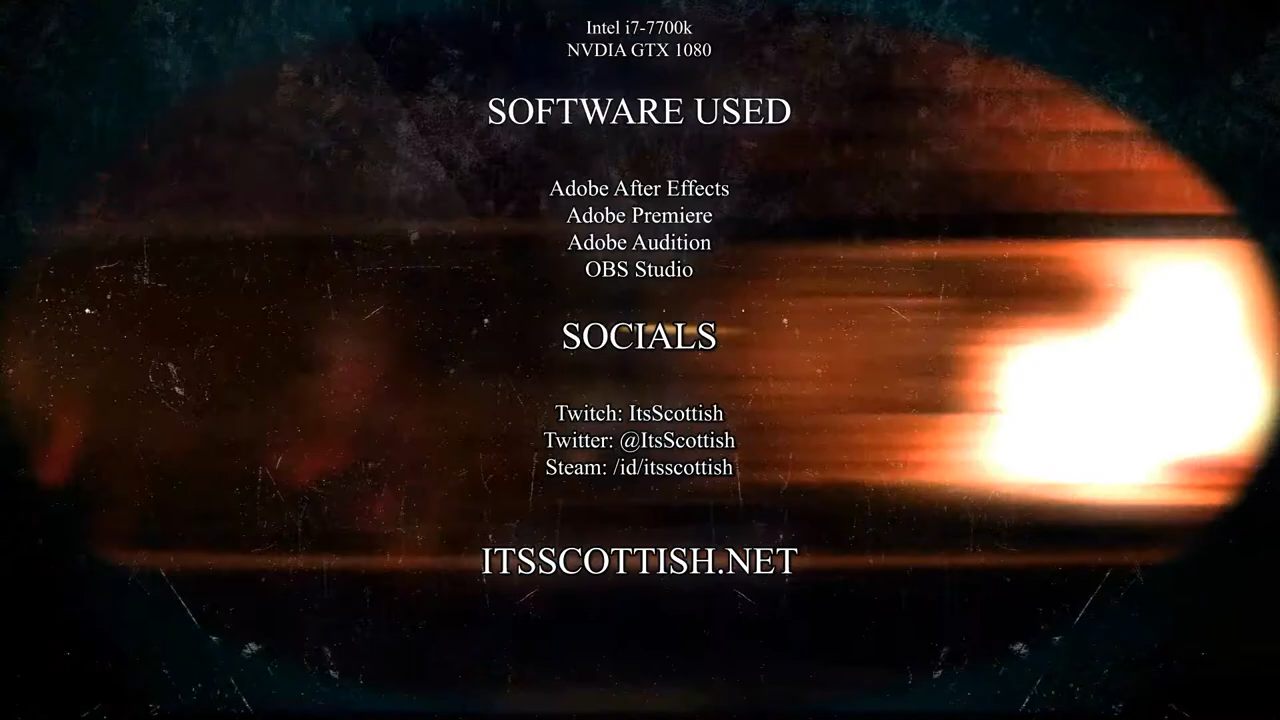 Intel i7-7700k
NVDIA GTX 1080
SOFTWARE USED
Adobe After Effects
Adobe Premiere
Adobe Audition
OBS Studio
SOCIALS
Twitch: ItsScottish
Twitter: @ItsScottish
Steam: /id/itsscottish
ITSSCOTTISH.NET